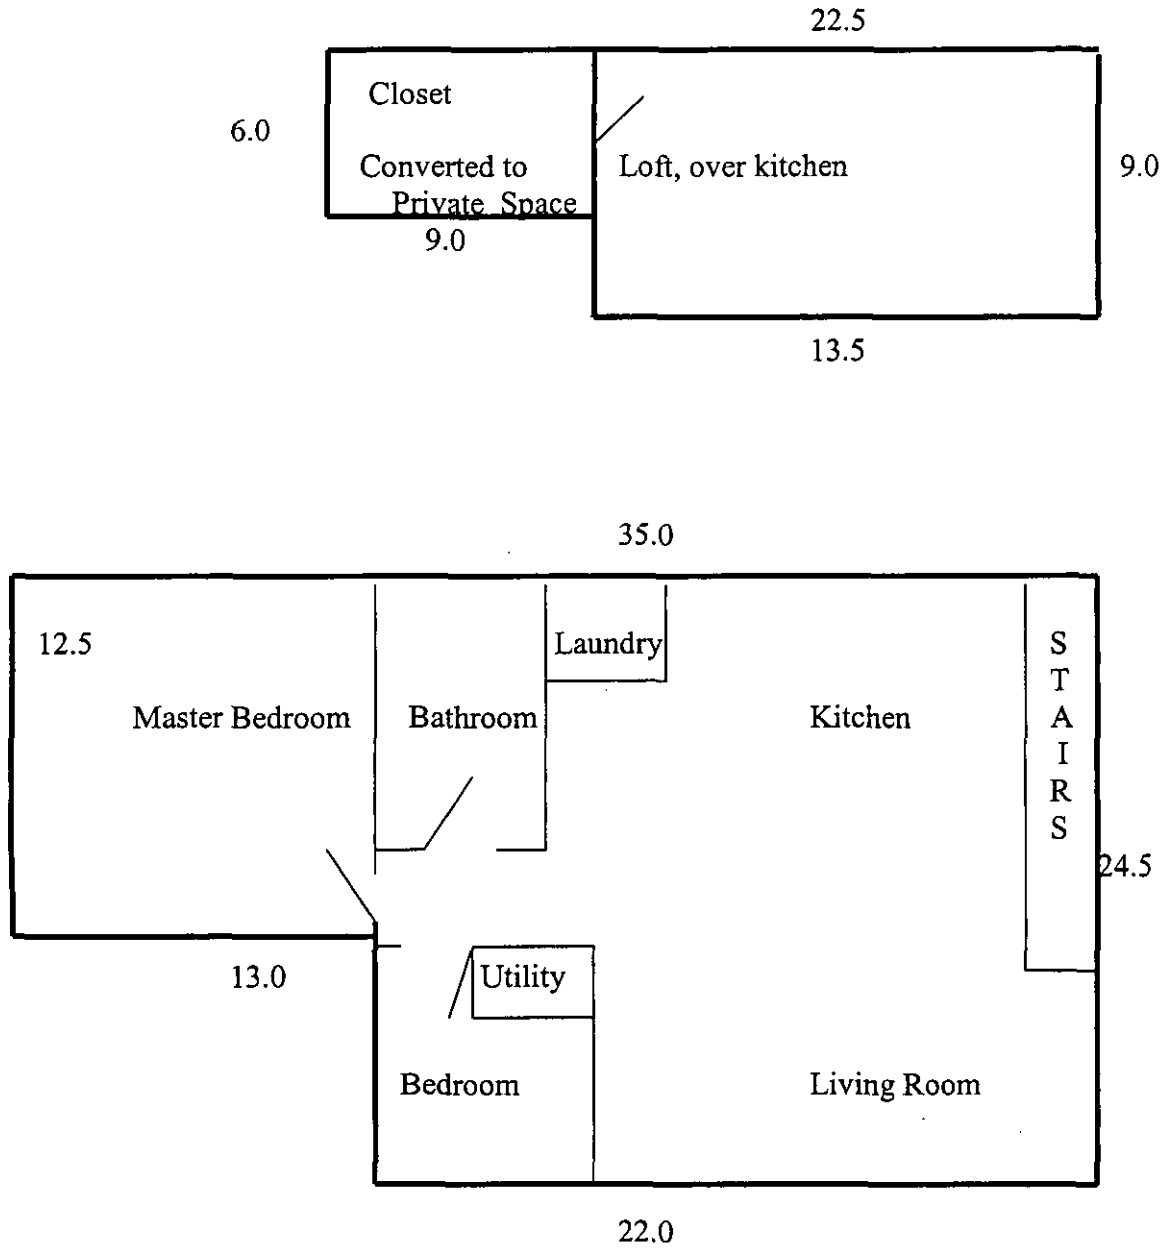 22.5
Closet
6.0
Converted to
Private Space
Loft, over kitchen
9.0
9.0
13.5
35.0
12.5
Laundry
S
T
A
I
R
S
Master Bedroom
Bathroom
Kitchen
24.5
13.0
Utility
Bedroom
Living Room
22.0